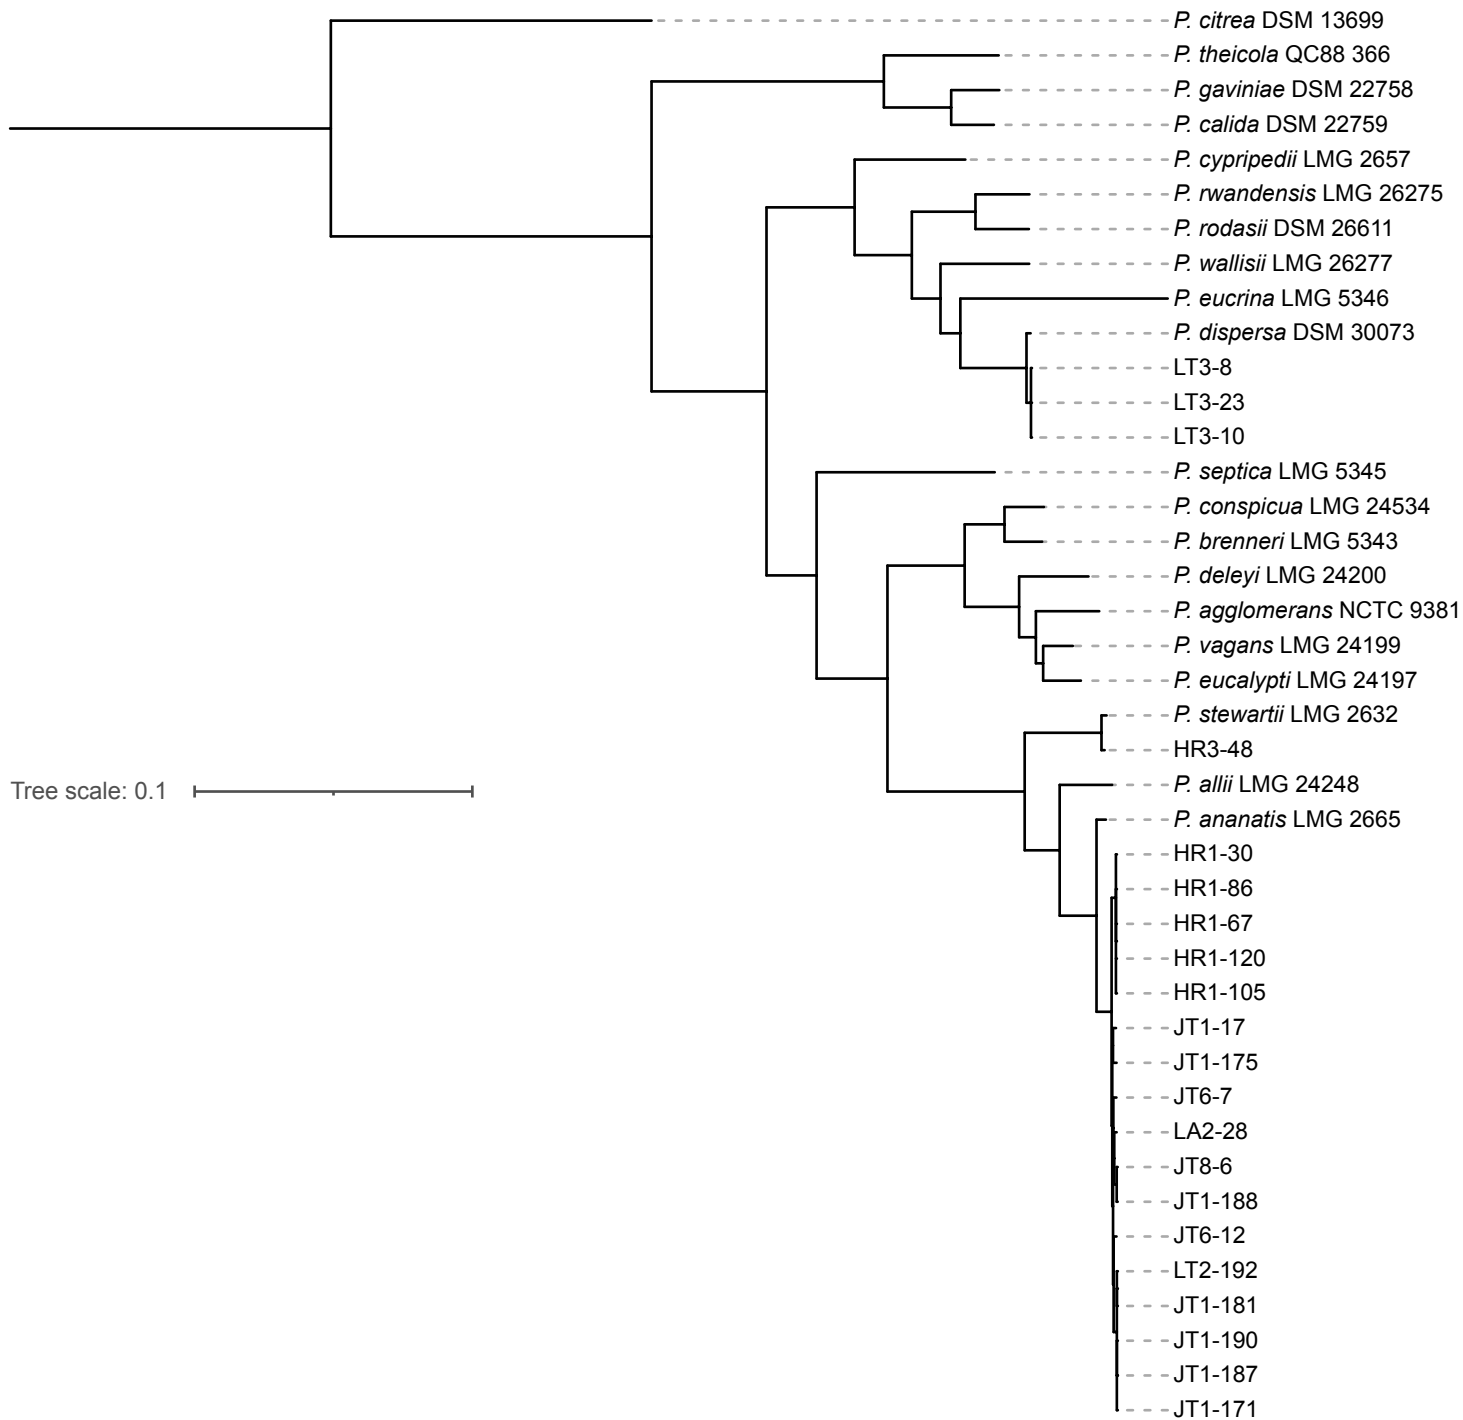 P. citrea DSM 13699
P. theicola QC88 366
P. gaviniae DSM 22758
P. calida DSM 22759
P. cypripedii LMG 2657
P. rwandensis LMG 26275
P. rodasii DSM 26611
P. wallisii LMG 26277
P. eucrina LMG 5346
P. dispersa DSM 30073
LT3-8
LT3-23
LT3-10
P. septica LMG 5345
P. conspicua LMG 24534
P. brenneri LMG 5343
P. deleyi LMG 24200
P. agglomerans NCTC 9381
P. vagans LMG 24199
P. eucalypti LMG 24197
P. stewartii LMG 2632
HR3-48
P. allii LMG 24248
Tree scale: 0.1
P. ananatis LMG 2665
HR1-30
HR1-86
HR1-67
HR1-120
HR1-105
JT1-17
JT1-175
JT6-7
LA2-28
JT8-6
JT1-188
JT6-12
LT2-192
JT1-181
JT1-190
JT1-187
JT1-171